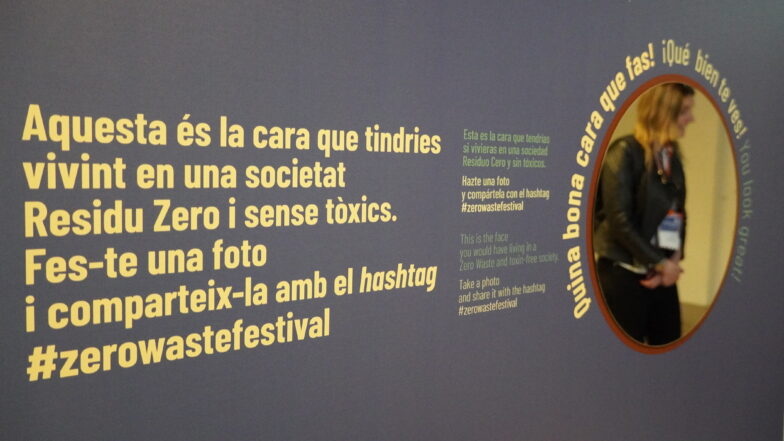 Aquesta és la cara que tindries
vivint en una societat
Residu Zero i sense tòxics.
Fes-te una foto
i comparteix-la amb el hashtag
#zerowastefestival
Esta es la cara que tendrías
si vivieras en una sociedad
Residuo Cero y sin tóxicos.
Hazte una foto
y compártela con el hashtag
#zerowastefestival
This is the face
you would have living in a
Zero Waste and toxin-free society.
Take a photo
and share it with the hashtag
#zerowastefestival
Quina bona cara que fas! ¡Qué bien te ves! You look great!